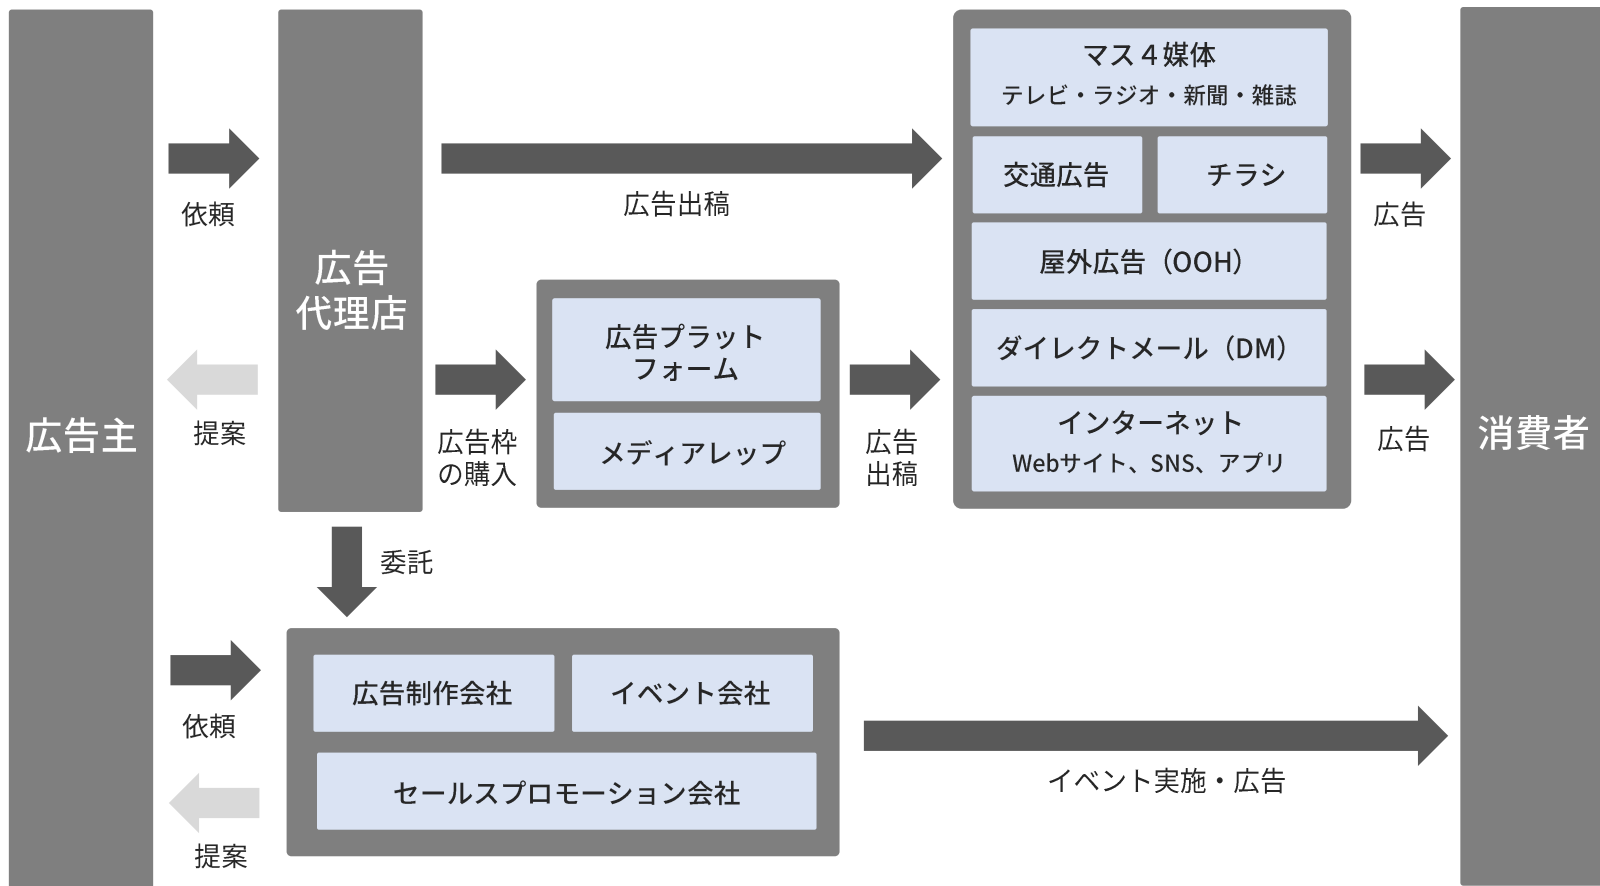 広告主
依頼
提案
広告
代理店
広告出稿
広告枠
の購入
広告プラット
フォーム
メディアレップ
広告
出稿
マス４媒体
テレビ・ラジオ・新聞・雑誌
交通広告
チラシ
屋外広告（OOH）
ダイレクトメール（DM）
インターネット
Webサイト、SNS、アプリ
広告
広告
消費者
委託
依頼
提案
広告制作会社
イベント会社
セールスプロモーション会社
イベント実施・広告